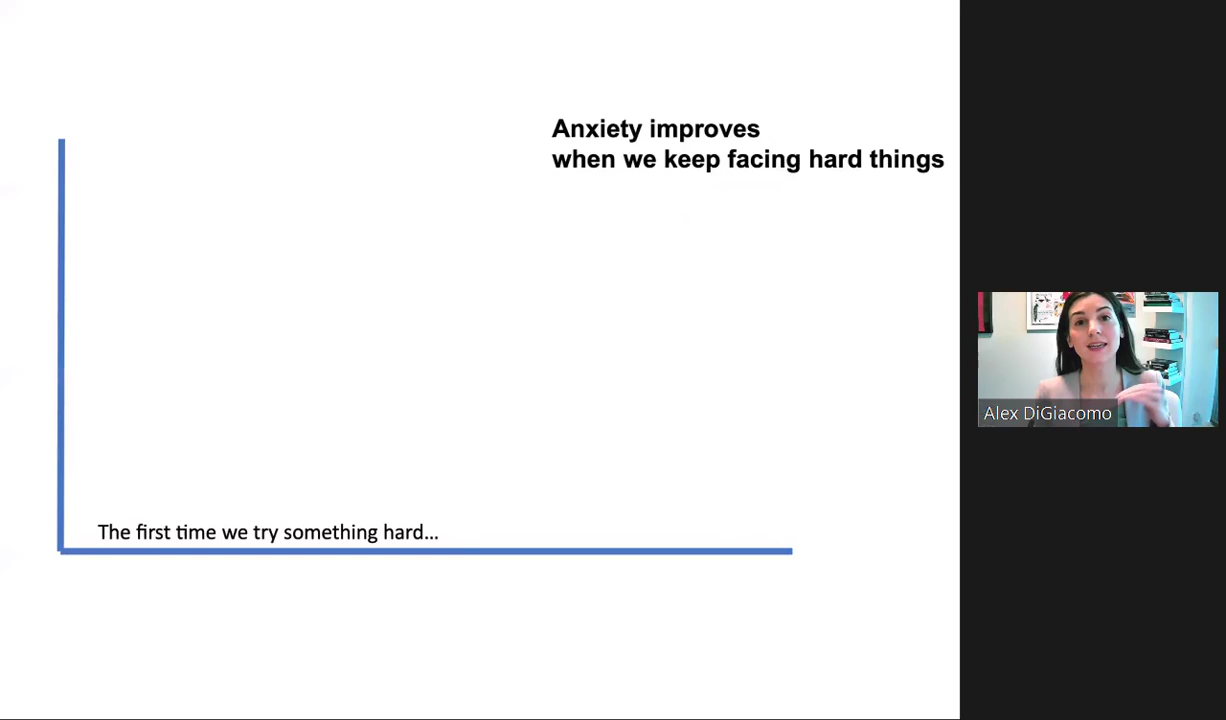 Anxiety improves
when we keep facing hard things
The first time we try something hard...
Alex DiGiacomo